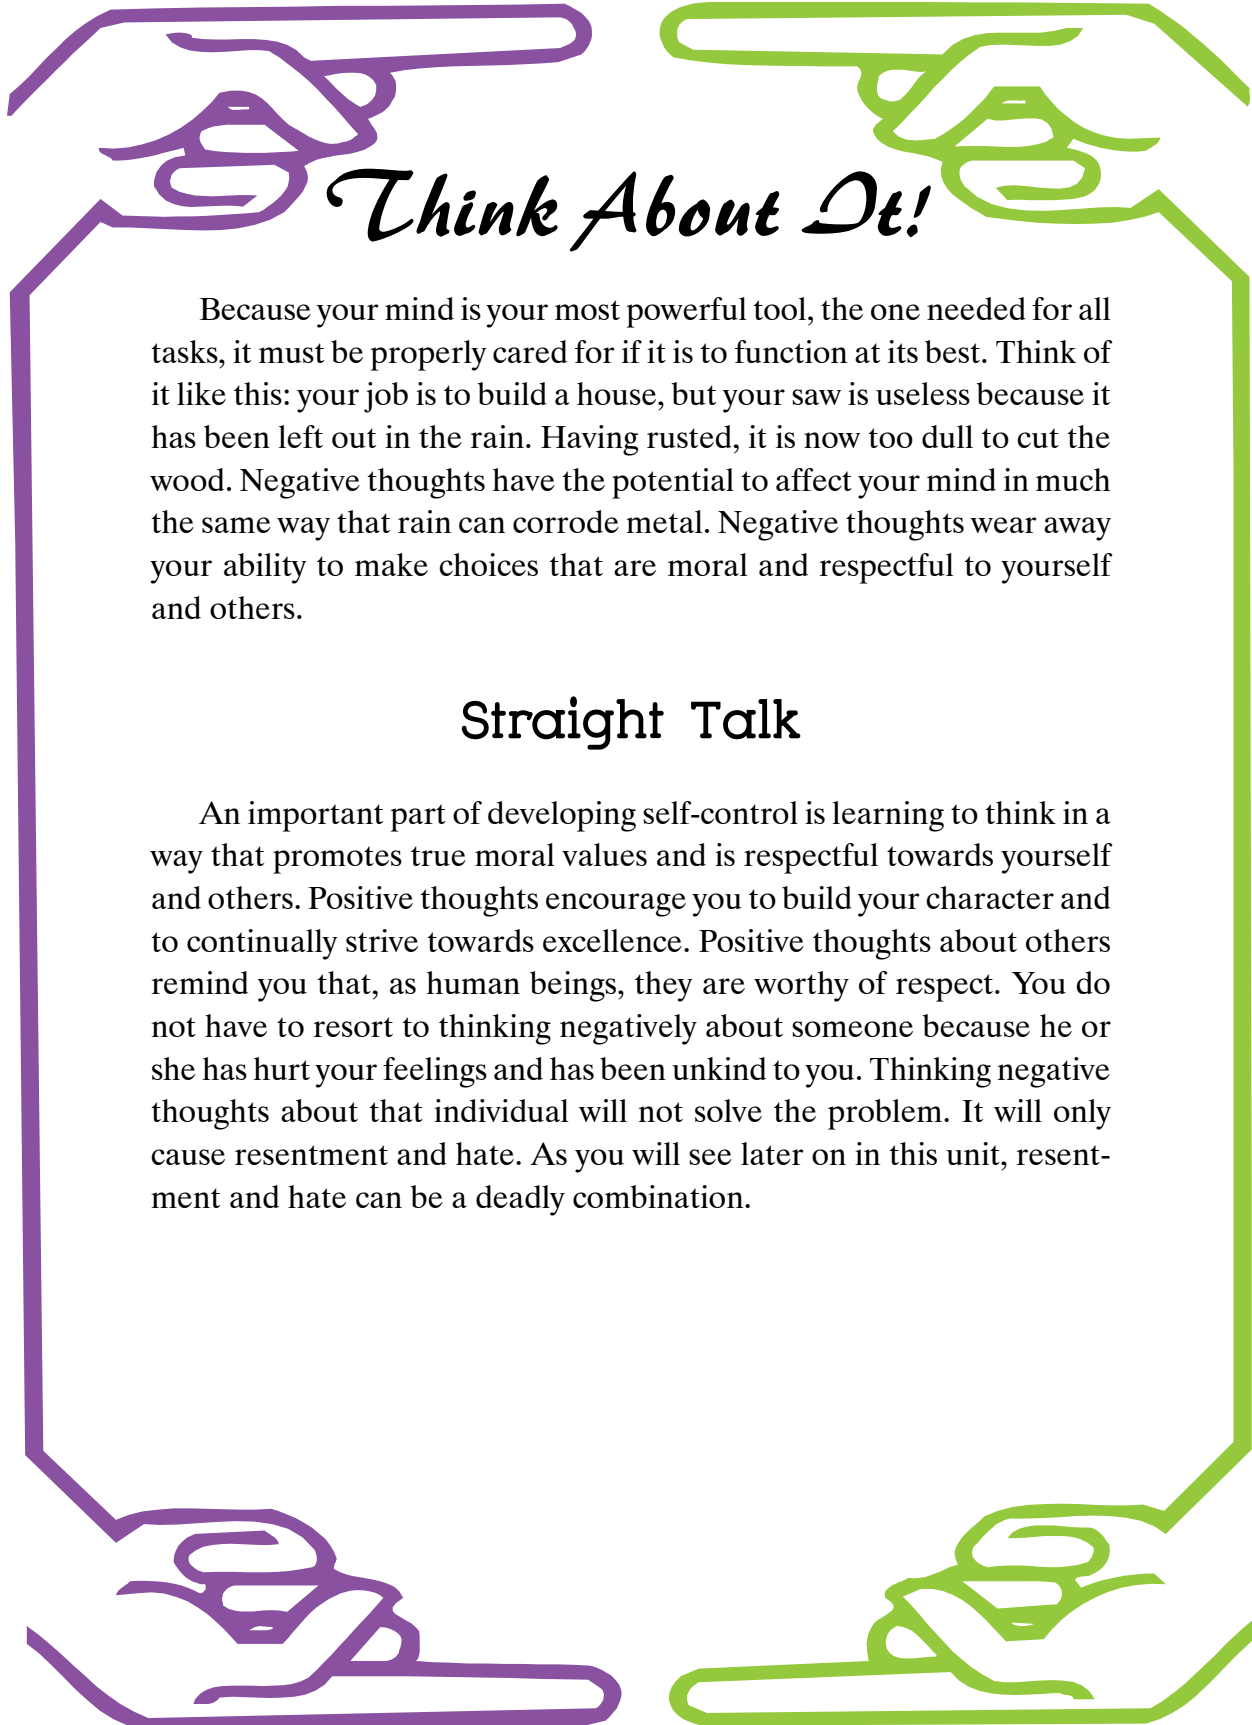 Think About It!
Because your mind is your most powerful tool, the one needed for all
tasks, it must be properly cared for if it is to function at its best. Think of
it like this: your job is to build a house, but your saw is useless because it
has been left out in the rain. Having rusted, it is now too dull to cut the
wood. Negative thoughts have the potential to affect your mind in much
the same way that rain can corrode metal. Negative thoughts wear away
your ability to make choices that are moral and respectful to yourself
and others.
Straight Talk
An important part of developing self-control is learning to think in a
way that promotes true moral values and is respectful towards yourself
and others. Positive thoughts encourage you to build your character and
to continually strive towards excellence. Positive thoughts about others
remind you that, as human beings, they are worthy of respect. You do
not have to resort to thinking negatively about someone because he or
she has hurt your feelings and has been unkind to you. Thinking negative
thoughts about that individual will not solve the problem. It will only
cause resentment and hate. As you will see later on in this unit, resent-
ment and hate can be a deadly combination.